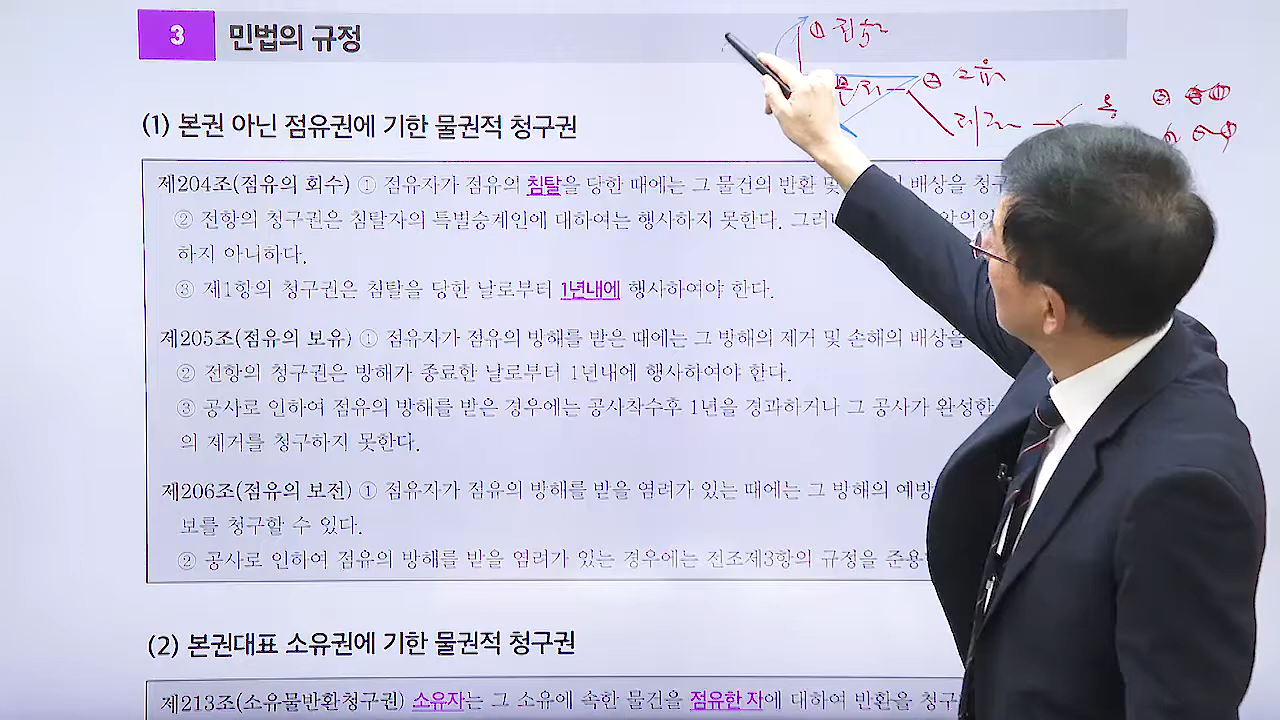 3 민법의 규정
(1) 본권 아닌 점유권에 기한 물권적 청구권
제204조(점유의 회수) ① 점유자가 점유의 침탈을 당한 때에는 그 물건의 반환 및 배상을 청구
② 전항의 청구권은 침탈자의 특별승계인에 대하여는 행사하지 못한다. 그러나
하지 아니하다.
③ 제1항의 청구권은 침탈을 당한 날로부터 1년내에 행사하여야 한다.
제205조(점유의 보유) ① 점유자가 점유의 방해를 받은 때에는 그 방해의 제거 및 손해의 배상을
② 전항의 청구권은 방해가 종료한 날로부터 1년내에 행사하여야 한다.
③ 공사로 인하여 점유의 방해를 받은 경우에는 공사착수후 1년을 경과하거나 그 공사가 완성한
의 제거를 청구하지 못한다.
제206조(점유의 보전) ① 점유자가 점유의 방해를 받을 염려가 있는 때에는 그 방해의 예방
보를 청구할 수 있다.
② 공사로 인하여 점유의 방해를 받을 염려가 있는 경우에는 전조제3항의 규정을 준용
(2) 본권대표 소유권에 기한 물권적 청구권
제213조(소유물반환청구권) 소유자는 그 소유에 속한 물건을 점유한 자에 대하여 반환을 청구